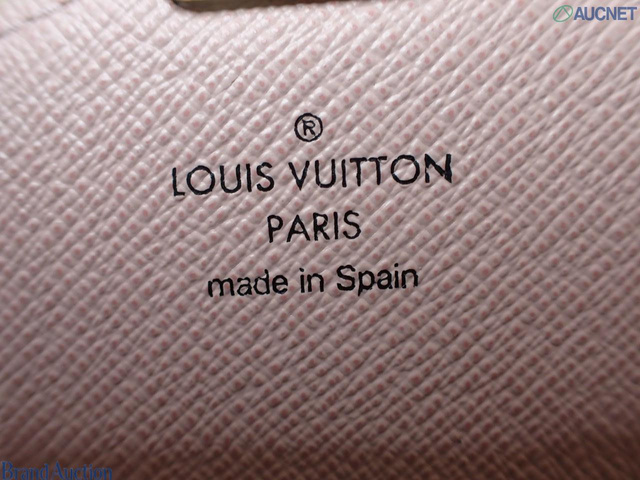 AUCNET
®
LOUIS VUITTON
PARIS
made in Spain
Brand Auction